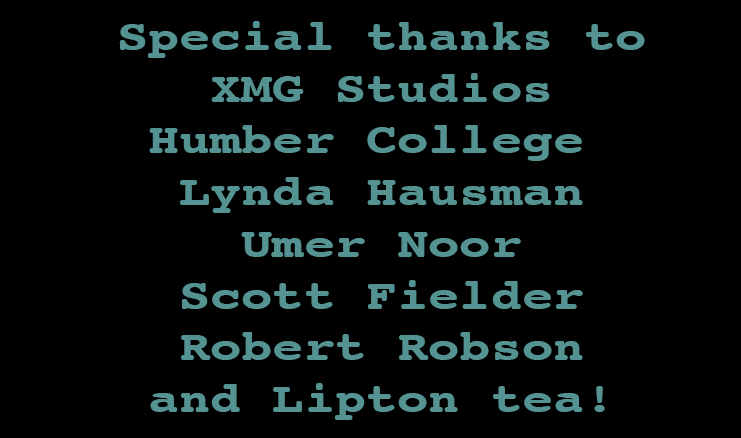 Special thanks to
XMG Studios
Humber College
Lynda Hausman
Umer Noor
Scott Fielder
Robert Robson
and Lipton tea!